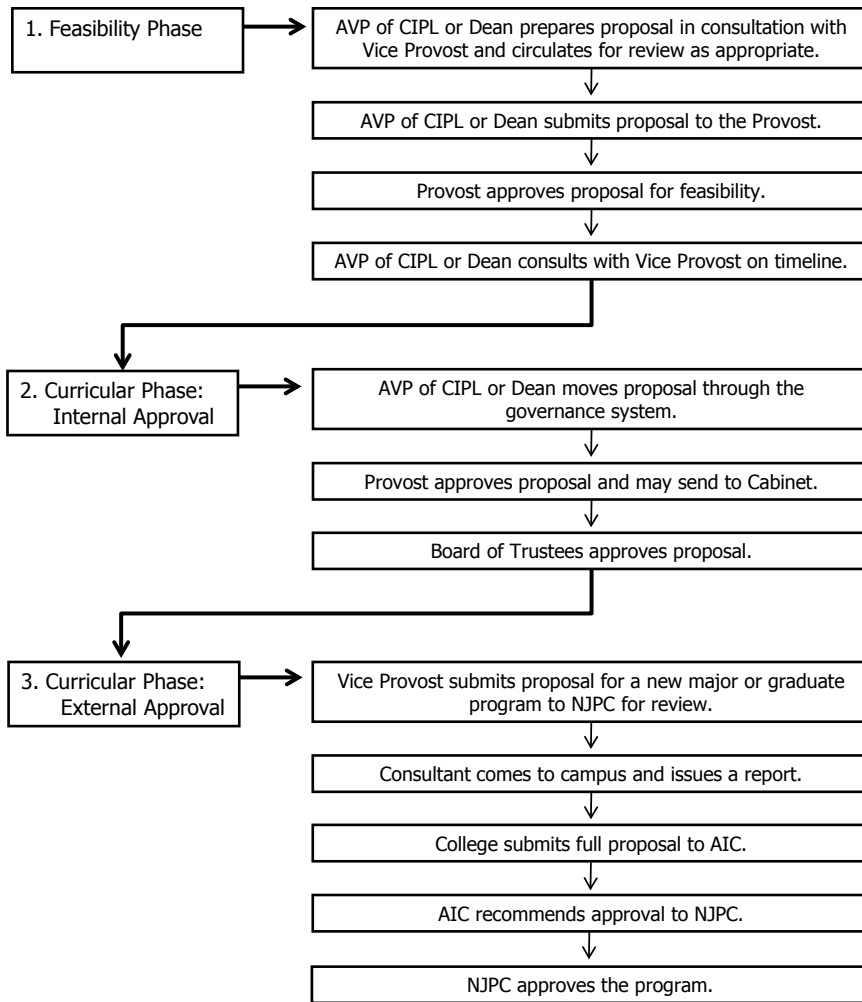 1. Feasibility Phase
AVP of CIPL or Dean prepares proposal in consultation with
Vice Provost and circulates for review as appropriate.
AVP of CIPL or Dean submits proposal to the Provost.
Provost approves proposal for feasibility.
AVP of CIPL or Dean consults with Vice Provost on timeline.
2. Curricular Phase:
Internal Approval
AVP of CIPL or Dean moves proposal through the
governance system.
Provost approves proposal and may send to Cabinet.
Board of Trustees approves proposal.
3. Curricular Phase:
External Approval
Vice Provost submits proposal for a new major or graduate
program to NJPC for review.
Consultant comes to campus and issues a report.
College submits full proposal to AIC.
AIC recommends approval to NJPC.
NJPC approves the program.